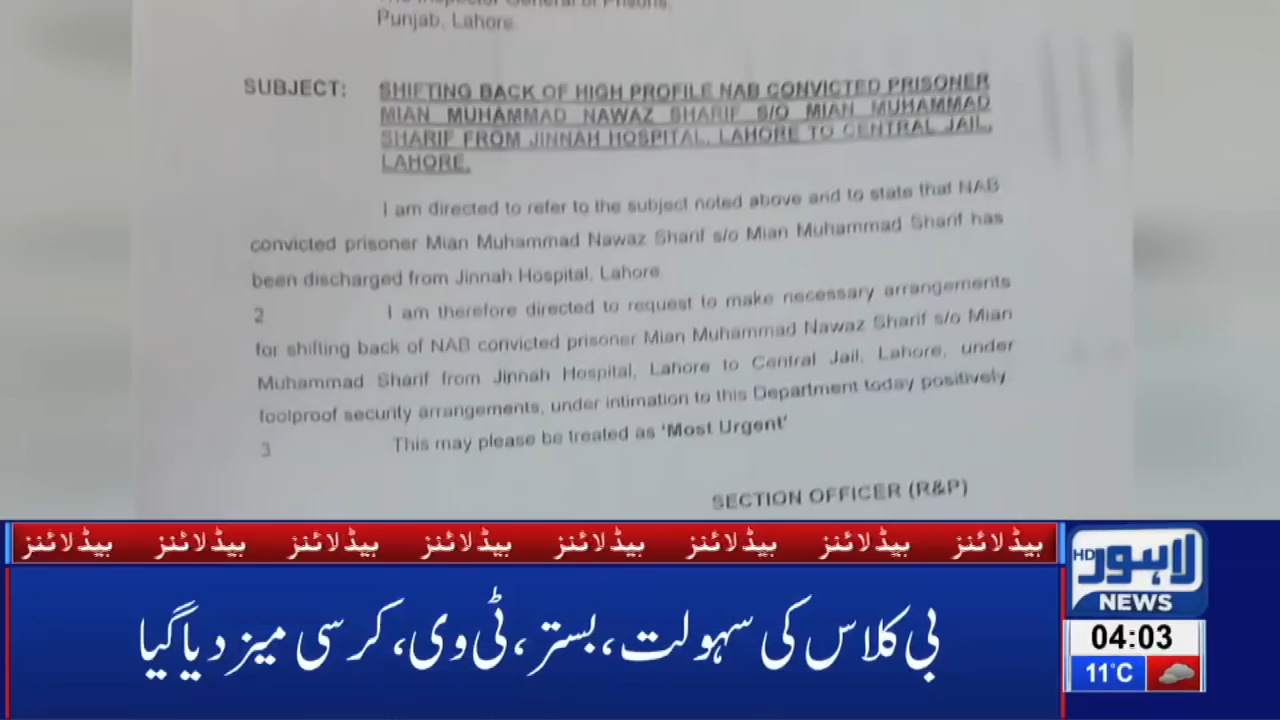 The Inspector General of Prisons,
Punjab, Lahore.
SUBJECT: SHIFTING BACK OF HIGH PROFILE NAB CONVICTED PRISONER
MIAN MUHAMMAD NAWAZ SHARIF S/O MIAN MUHAMMAD
SHARIF FROM JINNAH HOSPITAL, LAHORE TO CENTRAL JAIL,
LAHORE.
I am directed to refer to the subject noted above and to state that NAB
convicted prisoner Mian Muhammad Nawaz Sharif s/o Mian Muhammad Sharif has
been discharged from Jinnah Hospital, Lahore
2 I am therefore directed to request to make necessary arrangements
for shifting back of NAB convicted prisoner Mian Muhammad Nawaz Sharif s/o Mian
Muhammad Sharif from Jinnah Hospital, Lahore to Central Jail, Lahore, under
foolproof security arrangements, under intimation to this Department today positively
3 This may please be treated as 'Most Urgent'
SECTION OFFICER (R&P)
ہیڈلائنز ہیڈلائنز ہیڈلائنز ہیڈلائنز ہیڈلائنز ہیڈلائنز ہیڈلائنز ہیڈلائنز
بی کلاس کی سہولت، بستر، ٹی وی، کرسی میز دیا گیا
لاہور HD
NEWS
04:03
11°C